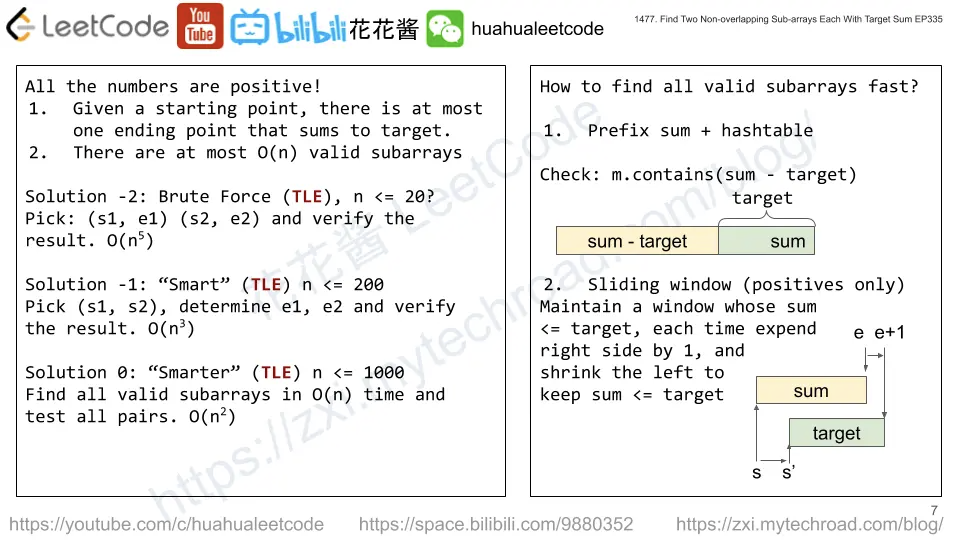 LeetCode
You
Tube
bilibili
花花酱
huahualeetcode
1477. Find Two Non-overlapping Sub-arrays Each With Target Sum EP335
All the numbers are positive!
1. Given a starting point, there is at most
one ending point that sums to target.
2. There are at most O(n) valid subarrays
Solution -2: Brute Force (TLE), n <= 20?
Pick: (s1, e1) (s2, e2) and verify the
result. O(n⁵)
Solution -1: “Smart” (TLE) n <= 200
Pick (s1, s2), determine e1, e2 and verify
the result. O(n³)
Solution 0: “Smarter” (TLE) n <= 1000
Find all valid subarrays in O(n) time and
test all pairs. O(n²)
How to find all valid subarrays fast?
1. Prefix sum + hashtable
Check: m.contains(sum - target)
target
sum - target
sum
2. Sliding window (positives only)
Maintain a window whose sum
<= target, each time expend
right side by 1, and
shrink the left to
keep sum <= target
e e+1
sum
target
s s’
花花酱 LeetCode
https://zxi.mytechroad.com/blog/
7
https://youtube.com/c/huahualeetcode
https://space.bilibili.com/9880352
https://zxi.mytechroad.com/blog/